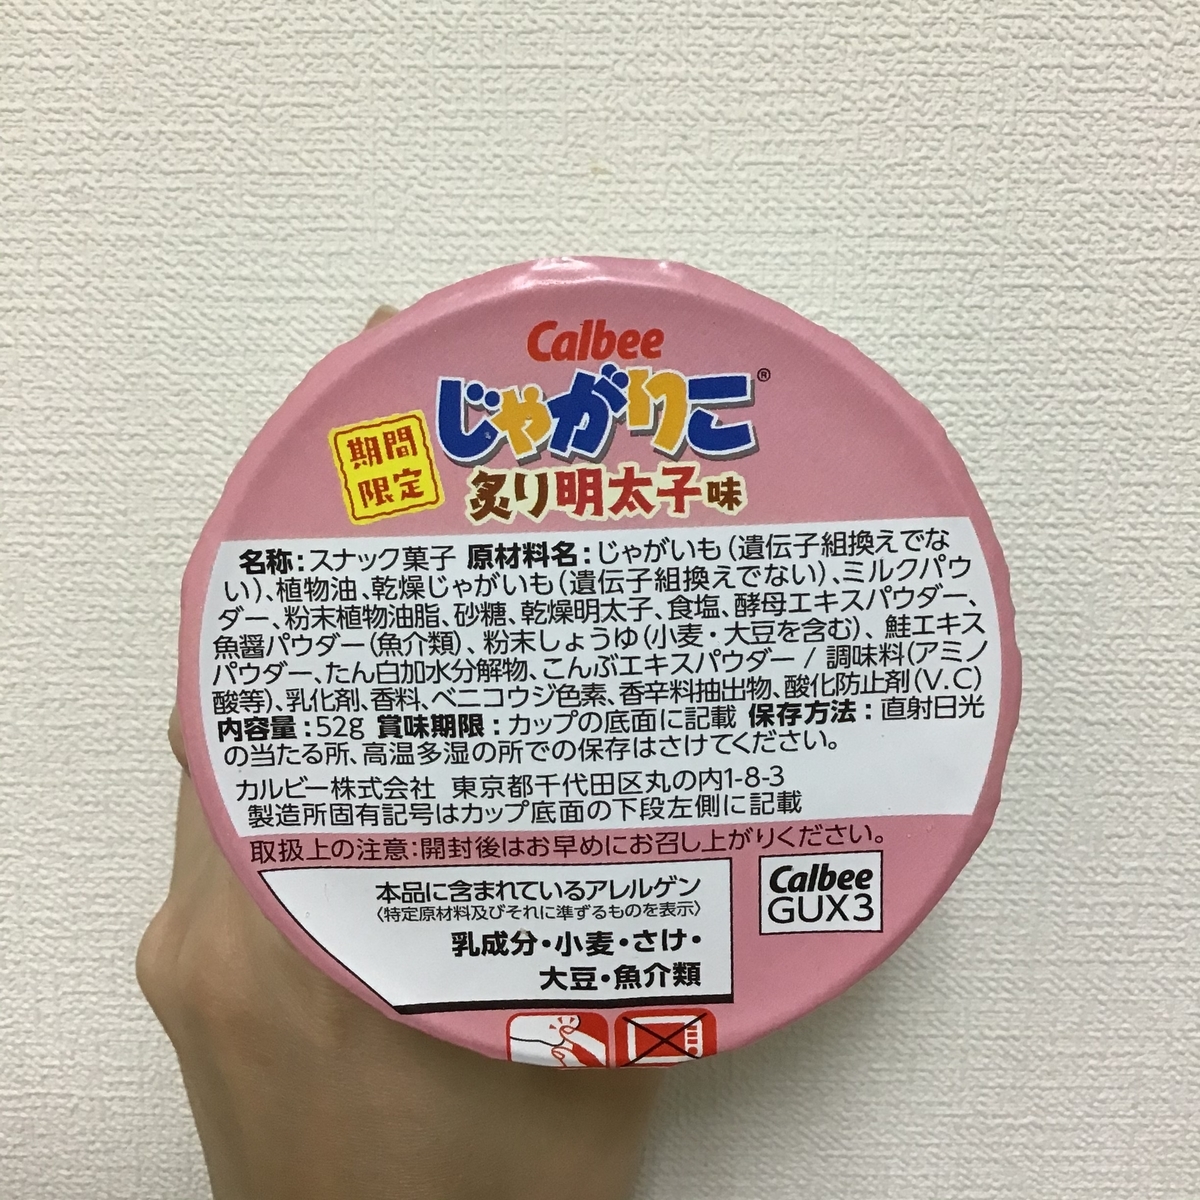 Calbee
じゃがりこ®
期間
限定
炙り明太子味
名称:スナック菓子 原材料名:じゃがいも(遺伝子組換えでな
い)、植物油、乾燥じゃがいも(遺伝子組換えでない)、ミルクパウ
ダー、粉末植物油脂、砂糖、乾燥明太子、食塩、酵母エキスパウダー、
魚醤パウダー(魚介類)、粉末しょうゆ(小麦・大豆を含む)、鮭エキス
パウダー、たん白加水分解物、こんぶエキスパウダー / 調味料(アミノ
酸等)、乳化剤、香料、ベニコウジ色素、香辛料抽出物、酸化防止剤(V.C)
内容量:52g 賞味期限:カップの底面に記載 保存方法:直射日光
の当たる所、高温多湿の所での保存はさけてください。
カルビー株式会社 東京都千代田区丸の内1-8-3
製造所固有記号はカップ底面の下段左側に記載
取扱上の注意:開封後はお早めにお召し上がりください。
本品に含まれているアレルゲン
〈特定原材料及びそれに準ずるものを表示〉
乳成分・小麦・さけ・
大豆・魚介類
Calbee
GUX3